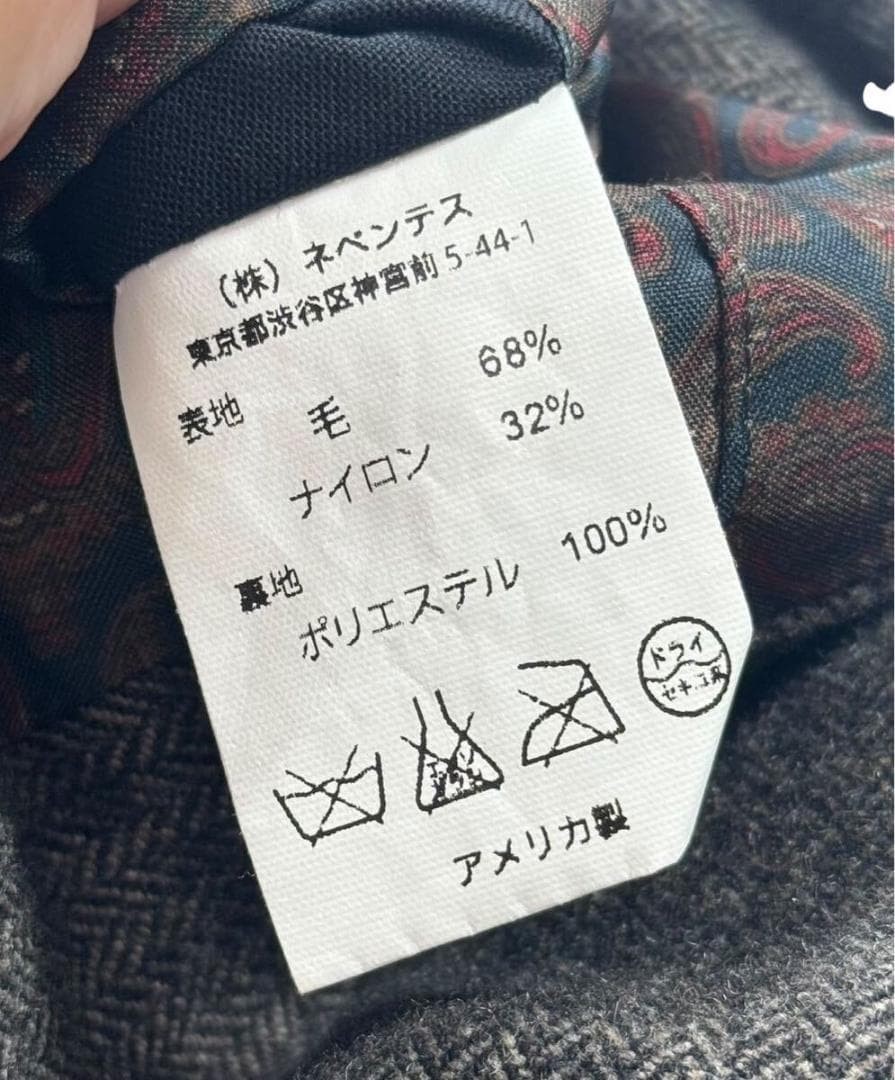 (株) ネペンテス
東京都渋谷区神宮前 5-44-1
表地 毛 68%
ナイロン 32%
裏地
ポリエステル 100%
ドライ
セキユ系
アメリカ製